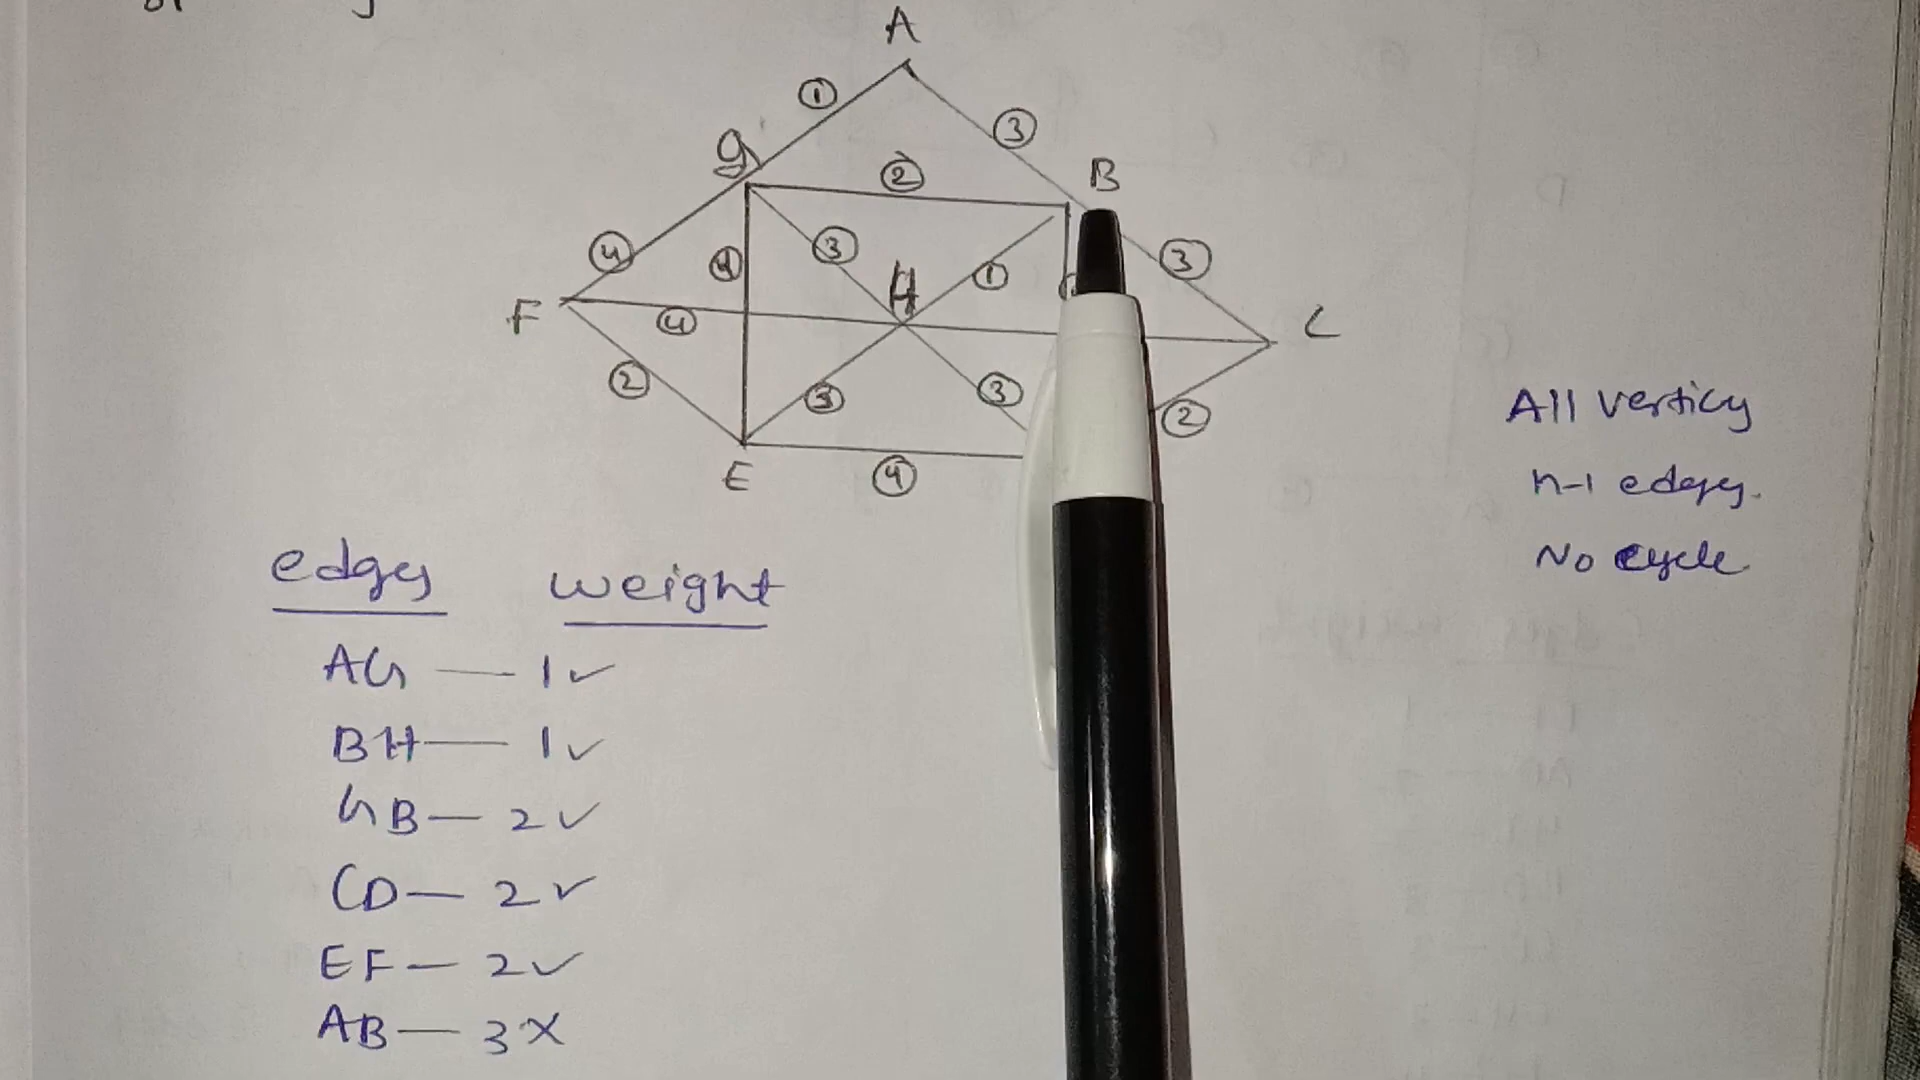 A
1
3
G
B
2
4
3
4
3
H
1
F
4
C
2
3
3
2
E
4
All verticy
n-1 edges.
No cycle
edges weight
AG — 1 ✓
BH — 1 ✓
GB — 2 ✓
CD — 2 ✓
EF — 2 ✓
AB — 3 X